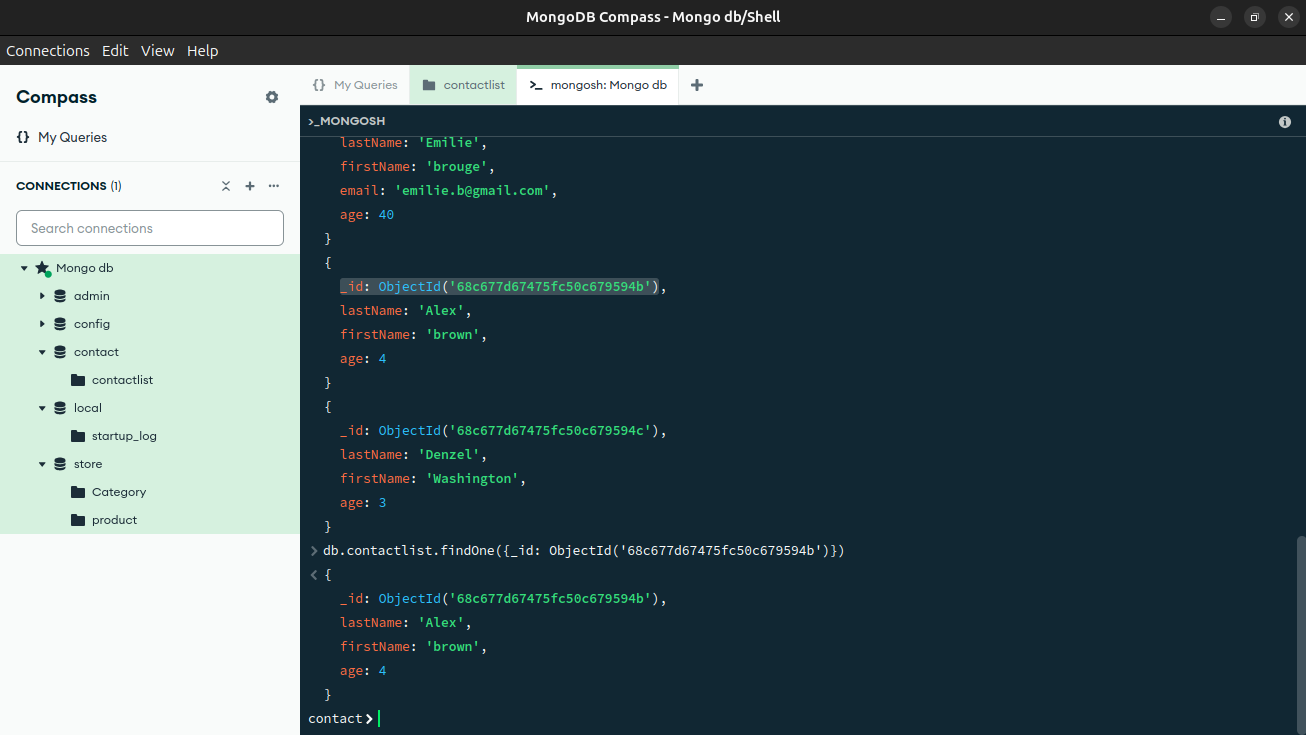 MongoDB Compass - Mongo db/Shell
Connections Edit View Help
Compass
{} My Queries
CONNECTIONS (1)
Search connections
Mongo db
admin
config
contact
contactlist
local
startup_log
store
Category
product
{} My Queries
contactlist
>_ mongosh: Mongo db
>_MONGOSH
lastName: 'Emilie',
firstName: 'brouge',
email: 'emilie.b@gmail.com',
age: 40
}
{
_id: ObjectId('68c677d67475fc50c679594b'),
lastName: 'Alex',
firstName: 'brown',
age: 4
}
{
_id: ObjectId('68c677d67475fc50c679594c'),
lastName: 'Denzel',
firstName: 'Washington',
age: 3
}
> db.contactlist.findOne({_id: ObjectId('68c677d67475fc50c679594b')})
< {
_id: ObjectId('68c677d67475fc50c679594b'),
lastName: 'Alex',
firstName: 'brown',
age: 4
}
contact>